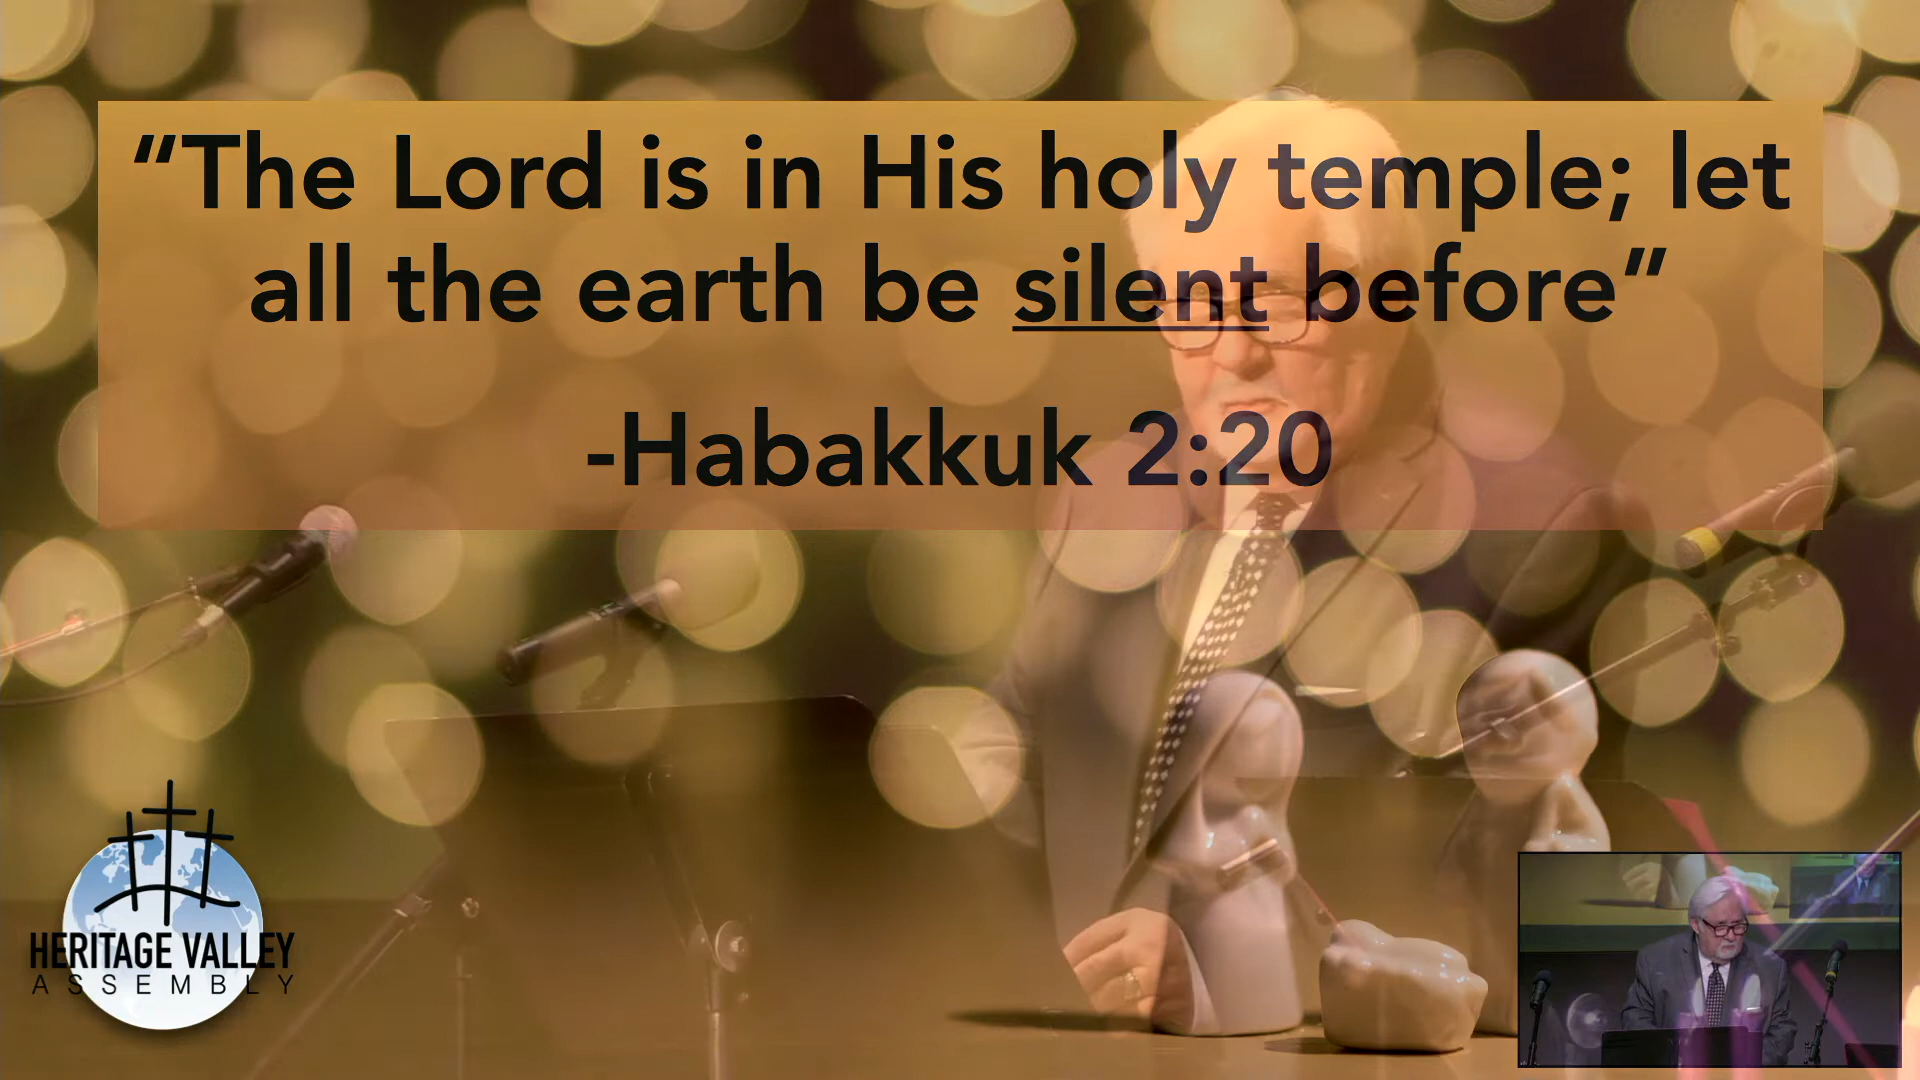 “The Lord is in His holy temple; let
all the earth be silent before”
-Habakkuk 2:20
HERITAGE VALLEY
ASSEMBLY